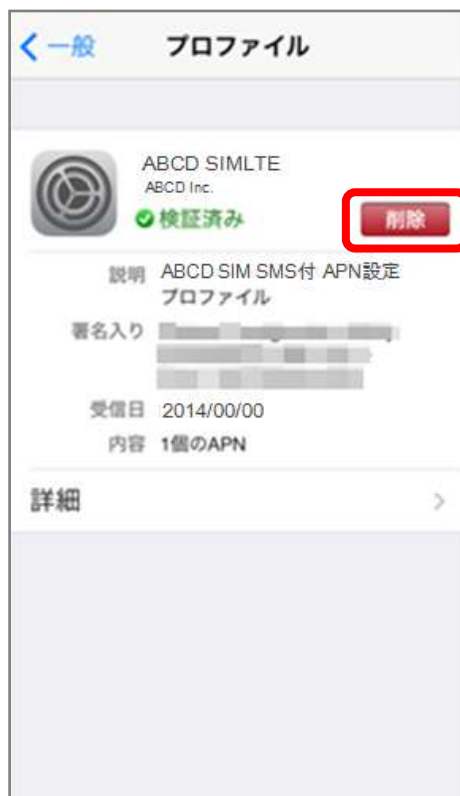 一般 プロファイル
ABCD SIMLTE
ABCD Inc.
検証済み 削除
説明 ABCD SIM SMS付 APN設定
プロファイル
署名入り
受信日 2014/00/00
内容 1個のAPN
詳細